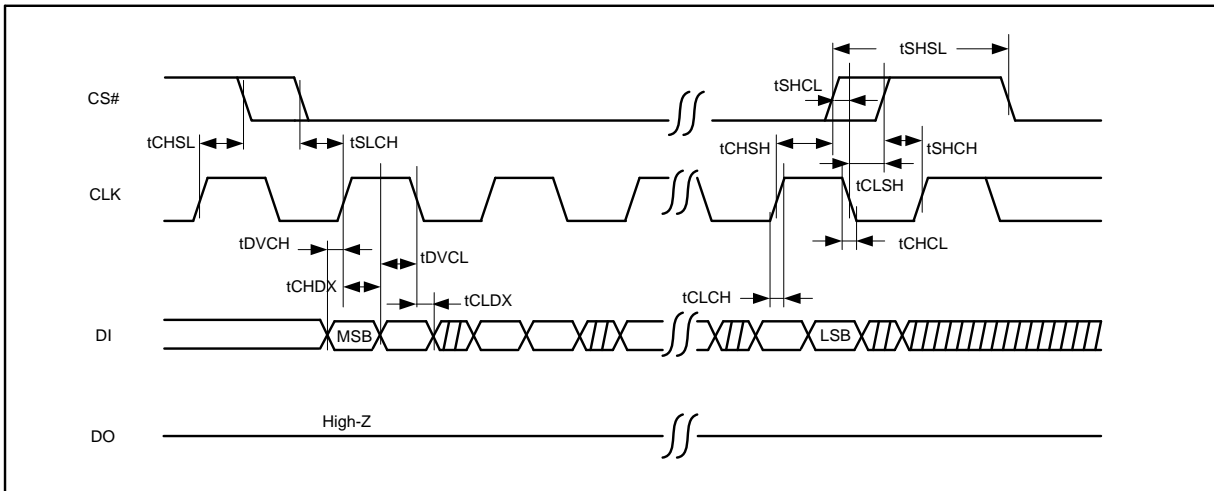 tSHSL
CS#
tSHCL
tCHSL
tSLCH
tCHSH
tSHCH
tCLSH
CLK
tDVCH
tDVCL
tCHCL
tCHDX
tCLDX
tCLCH
DI
MSB
LSB
High-Z
DO